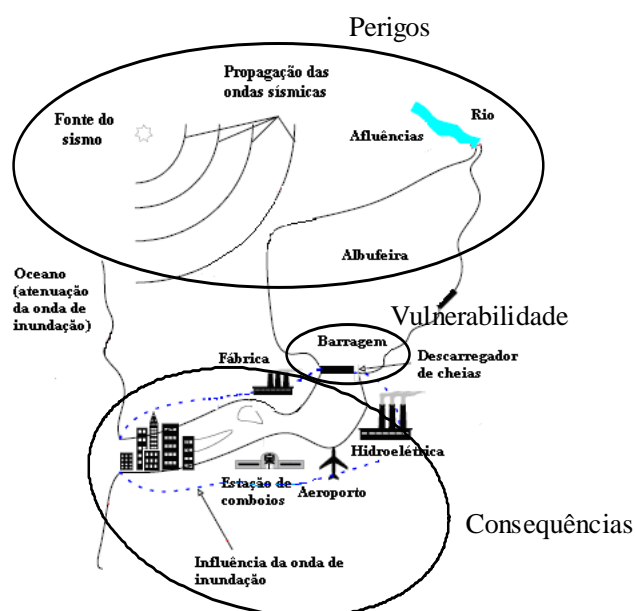 Perigos
Propagação das
ondas sísmicas
Fonte do
sismo
Rio
Afluências
Albufeira
Oceano
(atenuação
da onda de
inundação)
Vulnerabilidade
Barragem
Fábrica
Descarregador
de cheias
Hidroelétrica
Estação de
comboios
Aeroporto
Consequências
Influência da onda de
inundação